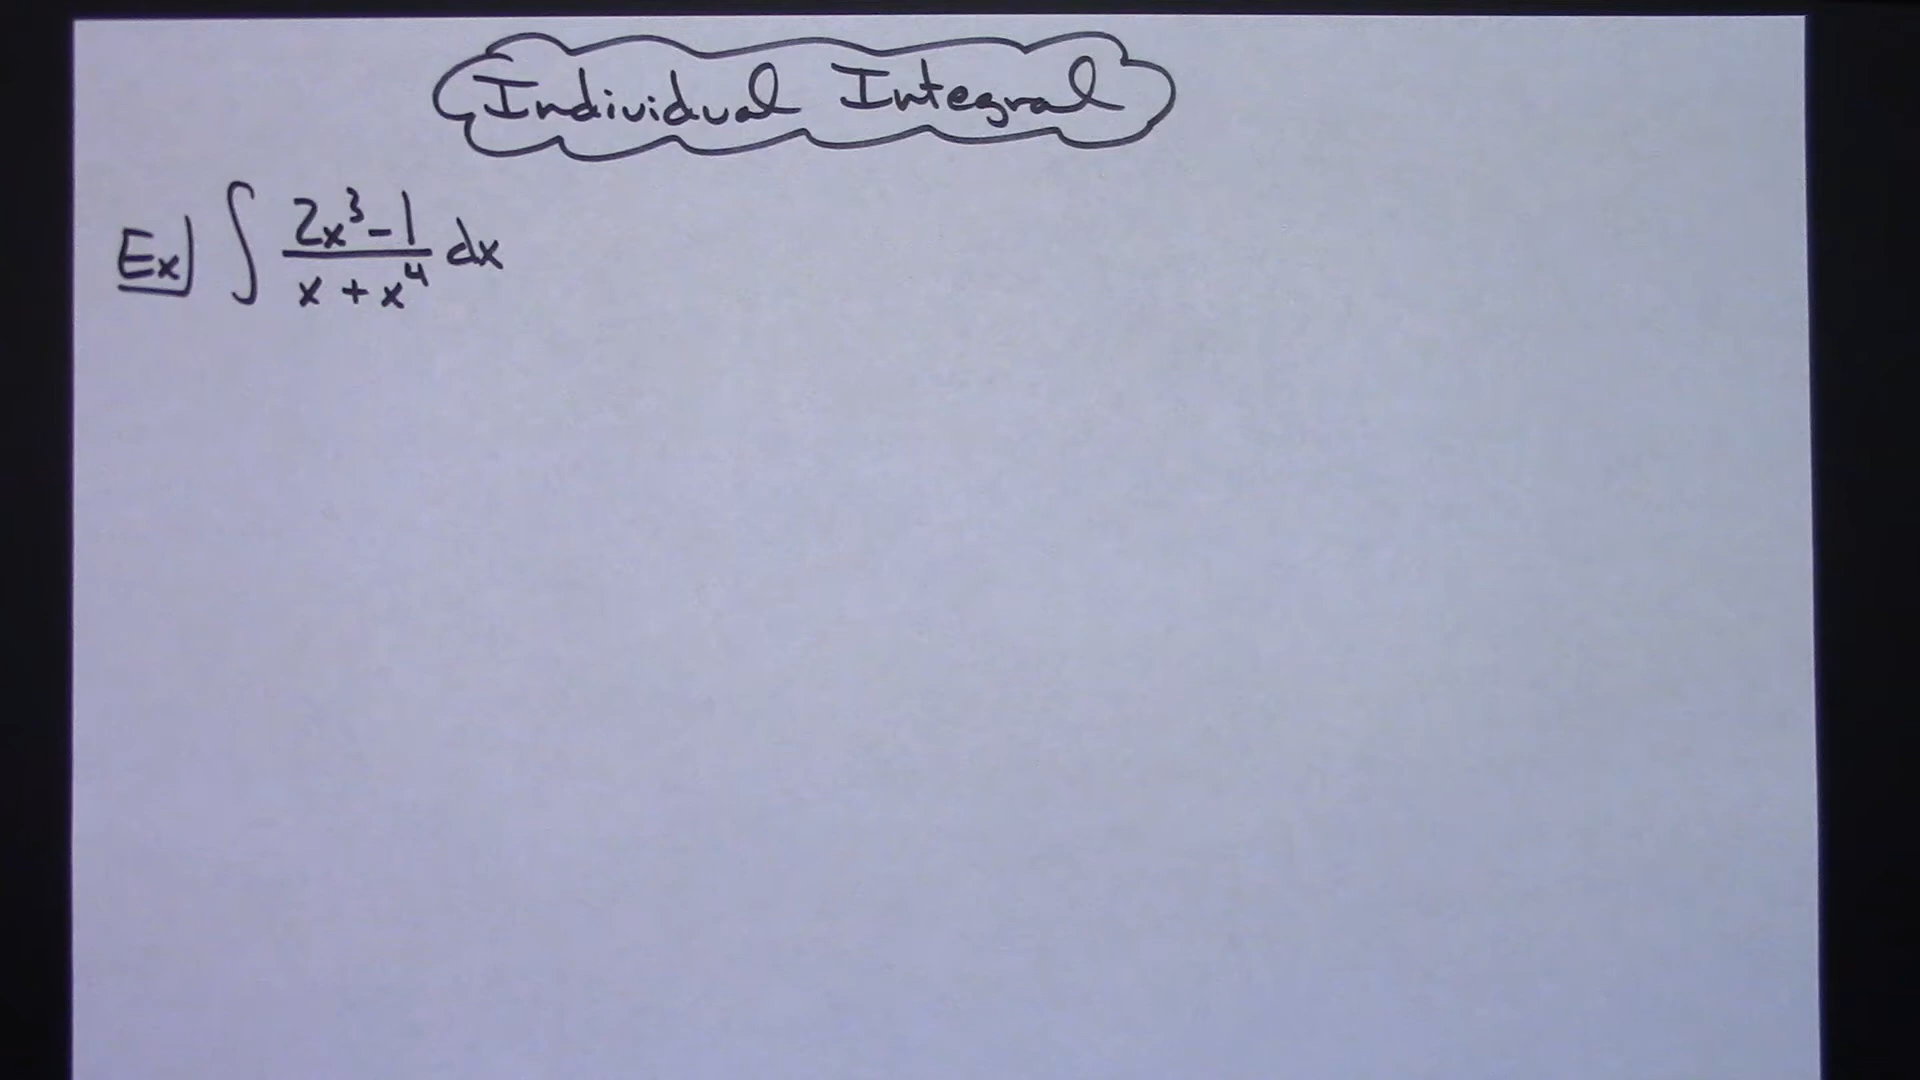 Individual Integral
Ex) ∫ (2x³-1)/(x+x⁴) dx